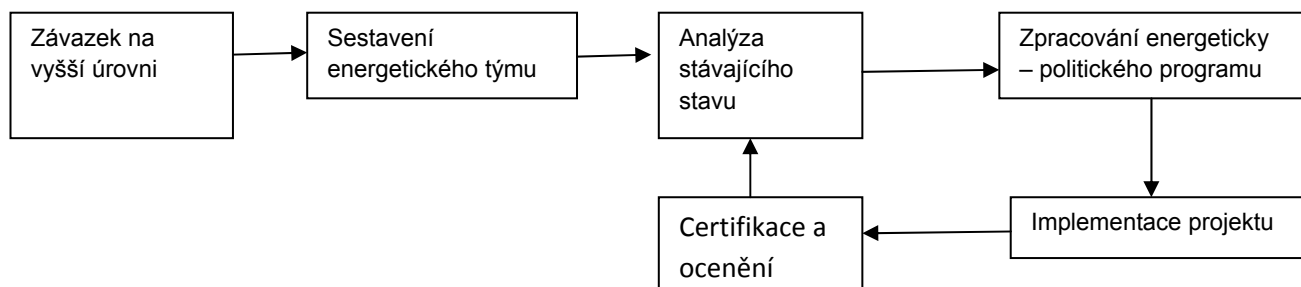 Závazek na
vyšší úrovni
Sestavení
energetického týmu
Analýza
stávajícího
stavu
Zpracování energeticky
– politického programu
Implementace projektu
Certifikace a
ocenění